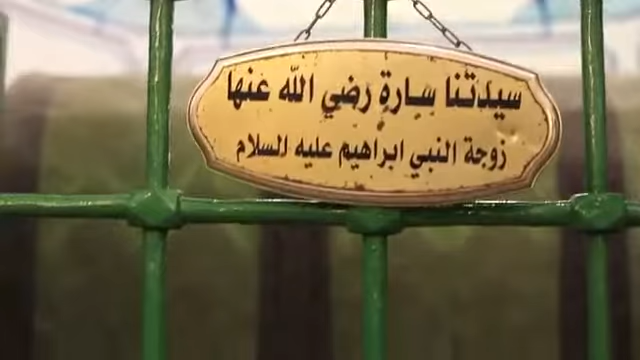 سيدتنا سارة رضي الله عنها
زوجة النبي ابراهيم عليه السلام